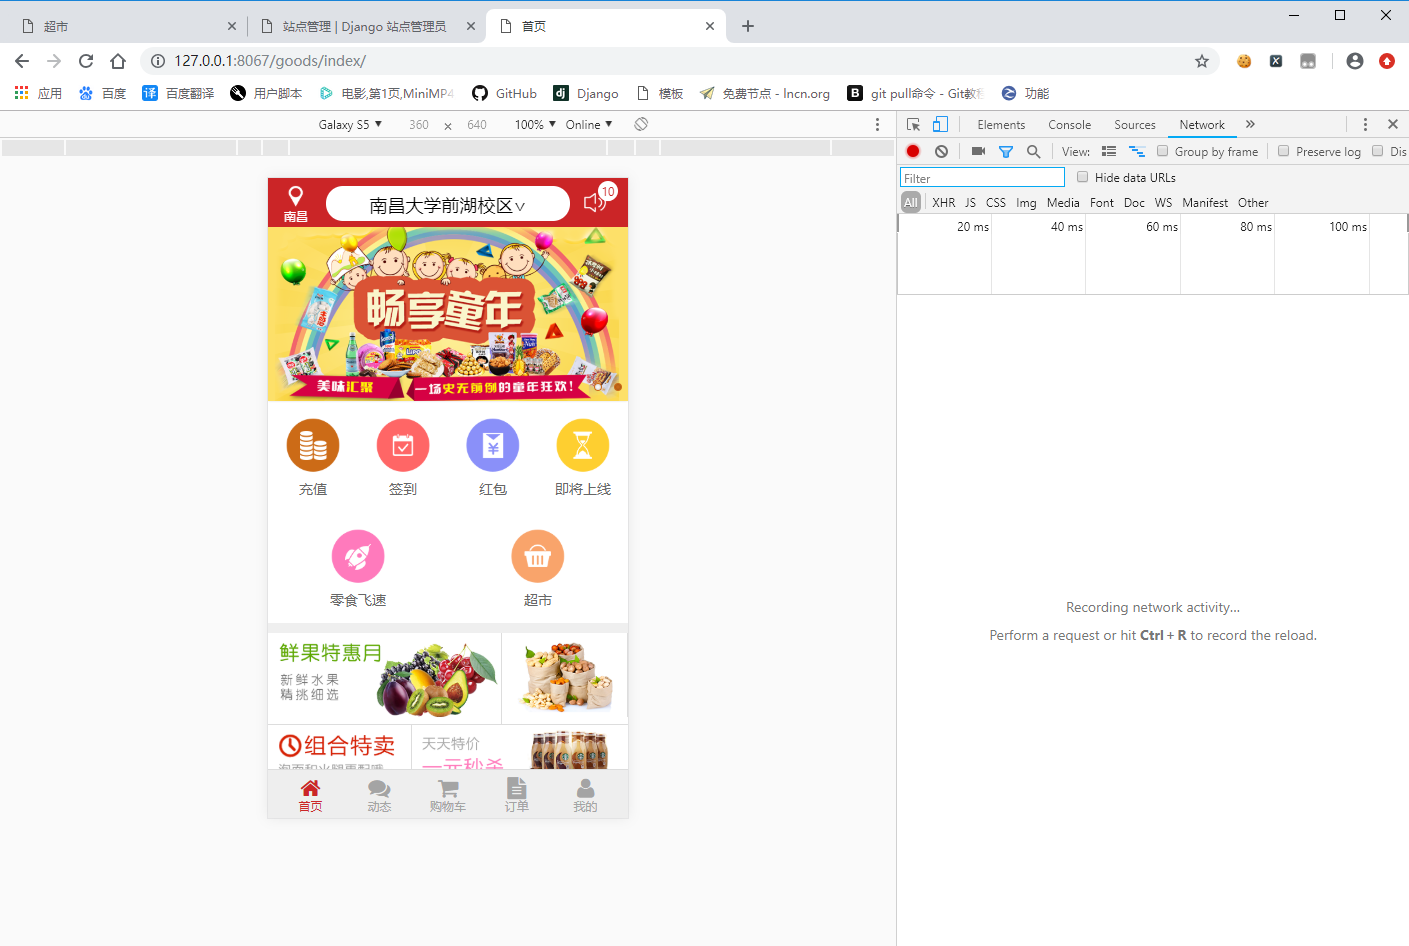 超市
站点管理 | Django 站点管理员
首页
127.0.0.1:8067/goods/index/
应用
百度
译
百度翻译
用户脚本
电影,第1页,MiniMP4
GitHub
dj
Django
模板
免费节点 - lncn.org
B
git pull命令 - Git教程
功能
Galaxy S5
360
×
640
100%
Online
Elements
Console
Sources
Network
View:
Group by frame
Preserve log
Dis
Filter
Hide data URLs
All
XHR
JS
CSS
Img
Media
Font
Doc
WS
Manifest
Other
20 ms
40 ms
60 ms
80 ms
100 ms
Recording network activity...
Perform a request or hit Ctrl + R to record the reload.
南昌
南昌大学前湖校区
10
畅享童年
美味汇聚
一场史无前例的童年狂欢!
充值
签到
红包
即将上线
零食飞速
超市
鲜果特惠月
新鲜水果
精挑细选
组合特卖
天天特价
一元秒杀
首页
动态
购物车
订单
我的